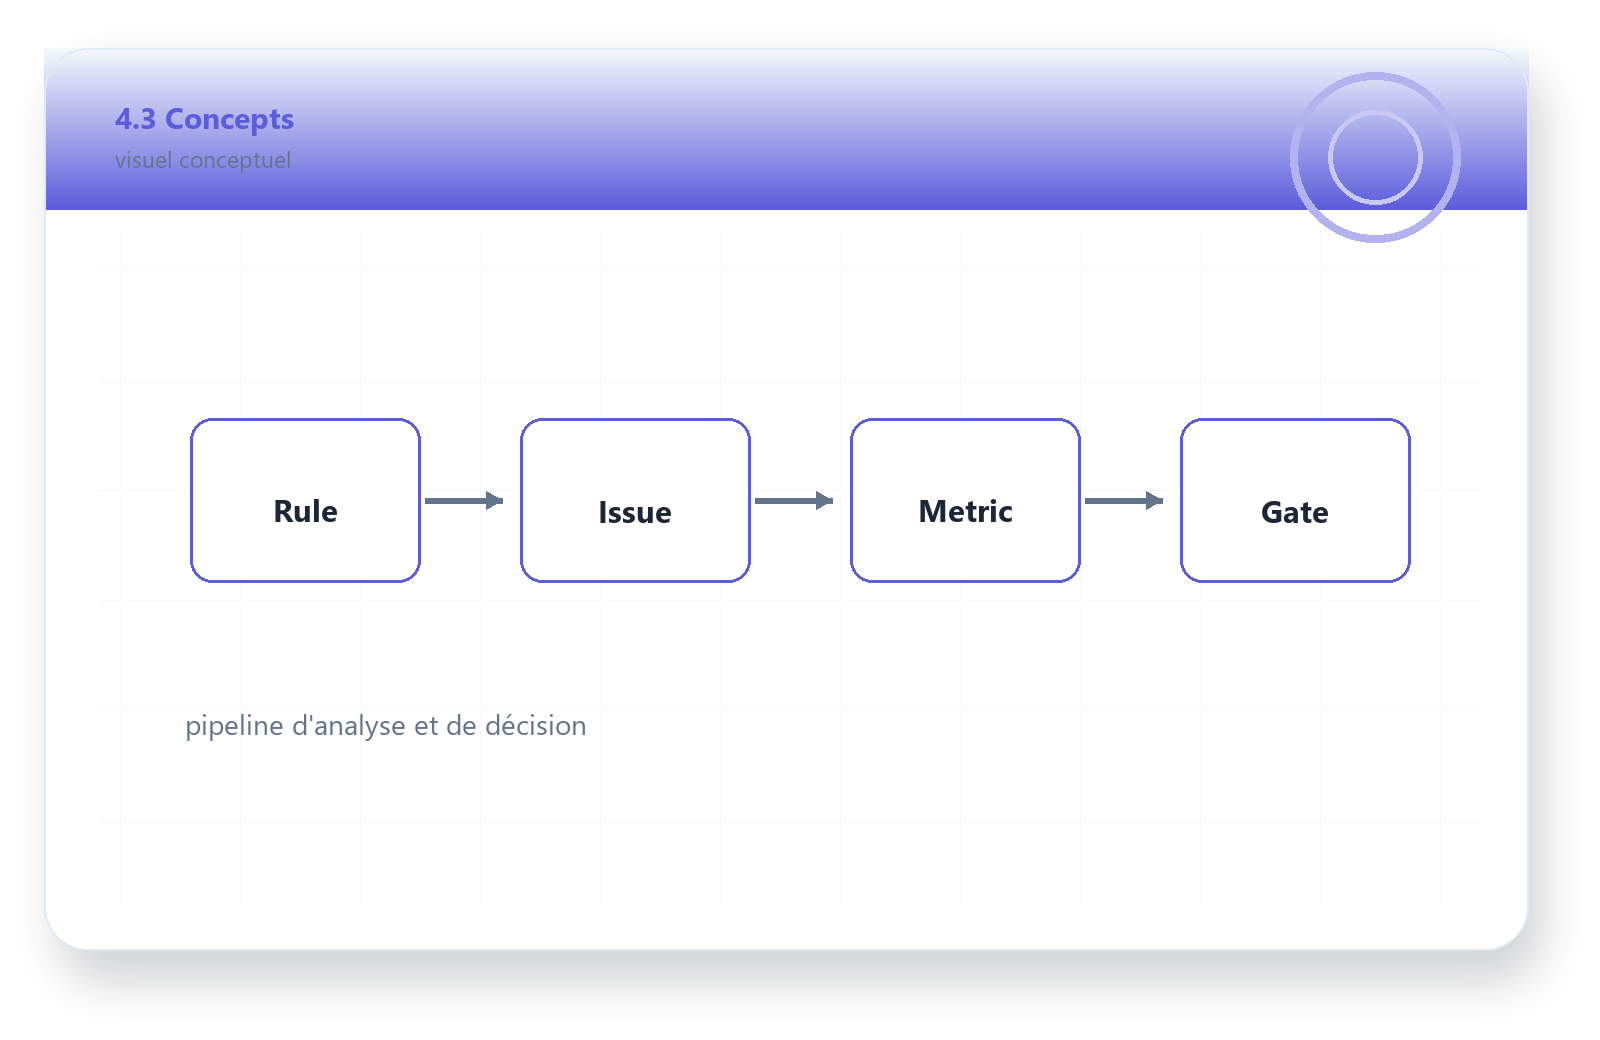 4.3 Concepts
visuel conceptuel
Rule
Issue
Metric
Gate
pipeline d'analyse et de décision